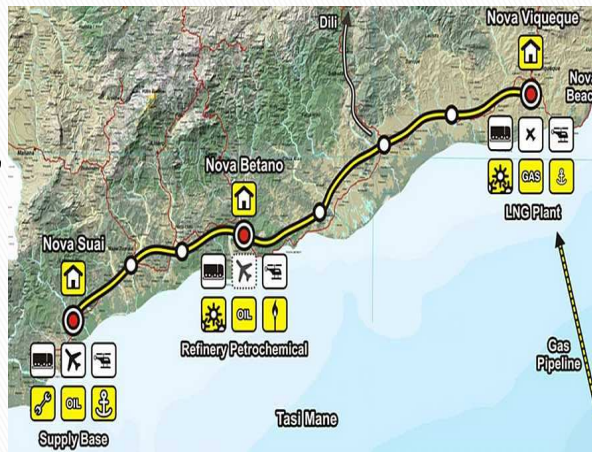 Nova Viqueque
Dili
Nova
Beac
Nova Betano
GAS
LNG Plant
Nova Suai
OIL
Refinery Petrochemical
Gas
Pipeline
OIL
Tasi Mane
Supply Base